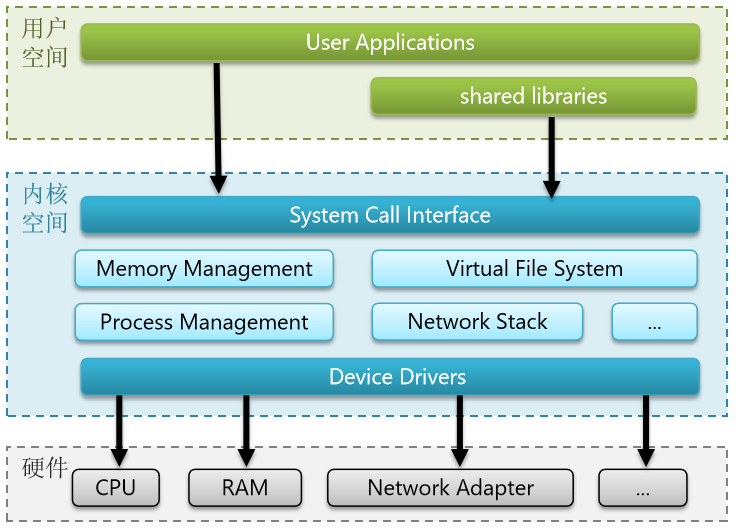 用户
空间
User Applications
shared libraries
内核
空间
System Call Interface
Memory Management
Virtual File System
Process Management
Network Stack
...
Device Drivers
硬件
CPU
RAM
Network Adapter
...